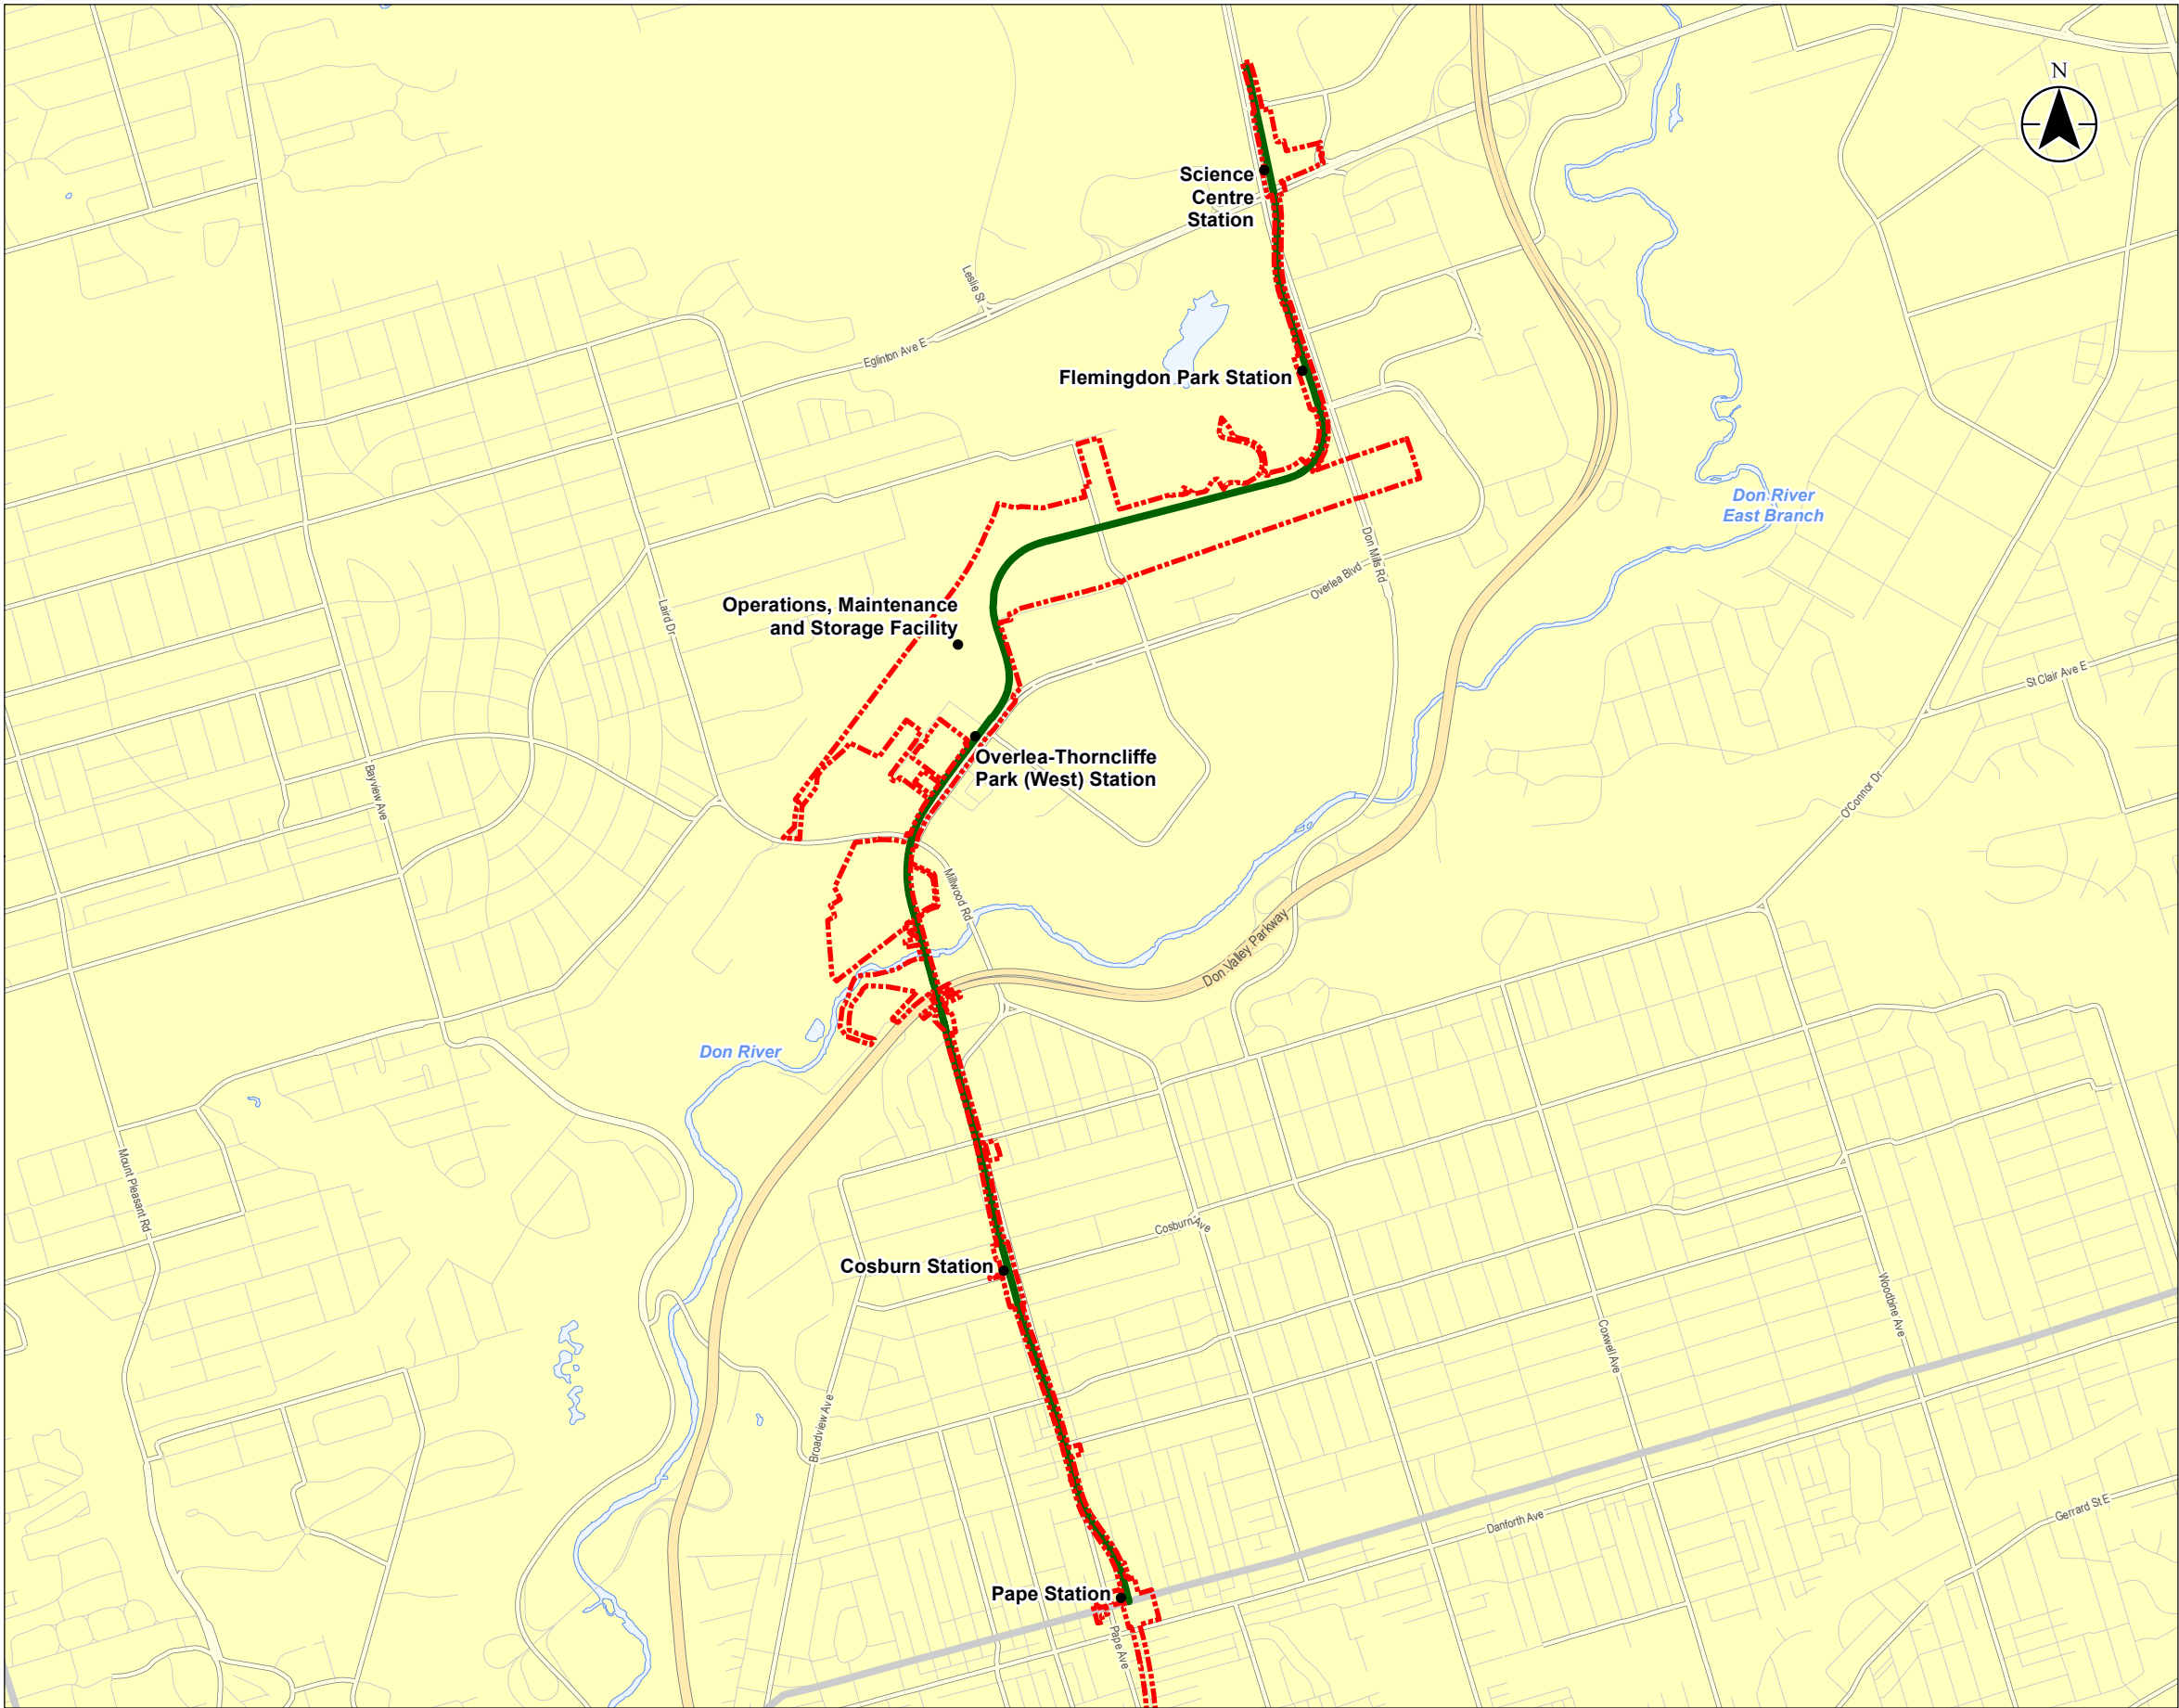 N
Science
Centre
Station
Leslie St
Eglinton Ave E
Flemingdon Park Station
Don River
East Branch
Don Mills Rd
Overlea Blvd
Operations, Maintenance
and Storage Facility
Laird Dr
St Clair Ave E
Overlea-Thorncliffe
Park (West) Station
Bayview Ave
O'Connor Dr
Millwood Rd
Don Valley Parkway
Don River
Mount Pleasant Rd
Cosburn Ave
Cosburn Station
Woodbine Ave
Coxwell Ave
Broadview Ave
Danforth Ave
Gerrard St E
Pape Station
Pape Ave